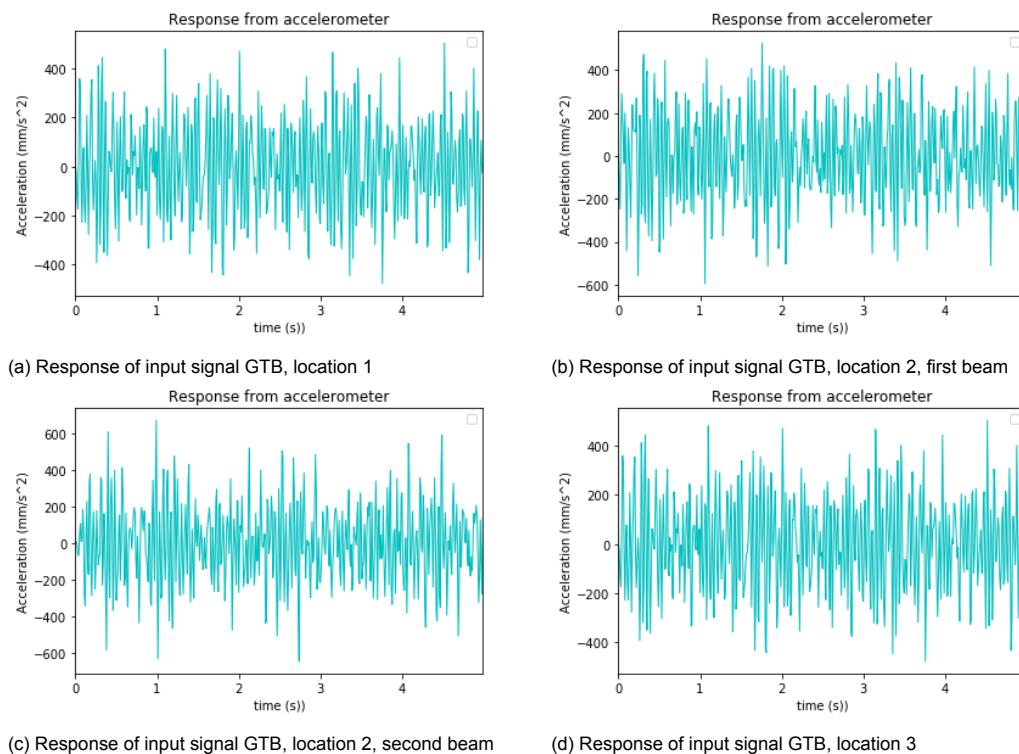 Response from accelerometer
Acceleration (mm/s^2)
400
200
0
−200
−400
0 1 2 3 4
time (s))
(a) Response of input signal GTB, location 1
Response from accelerometer
Acceleration (mm/s^2)
400
200
0
−200
−400
−600
0 1 2 3 4
time (s))
(b) Response of input signal GTB, location 2, first beam
Response from accelerometer
Acceleration (mm/s^2)
600
400
200
0
−200
−400
−600
0 1 2 3 4
time (s))
(c) Response of input signal GTB, location 2, second beam
Response from accelerometer
Acceleration (mm/s^2)
400
200
0
−200
−400
0 1 2 3 4
time (s))
(d) Response of input signal GTB, location 3